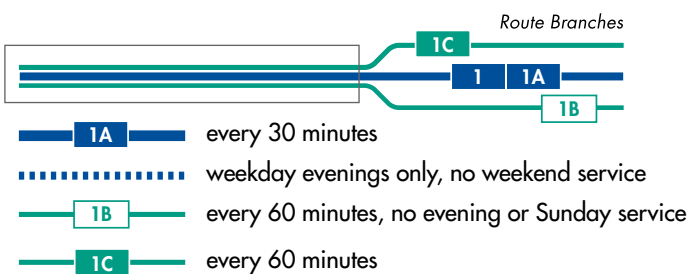 Route Branches
1C
1 1A
1B
1A every 30 minutes
weekday evenings only, no weekend service
1B every 60 minutes, no evening or Sunday service
1C every 60 minutes